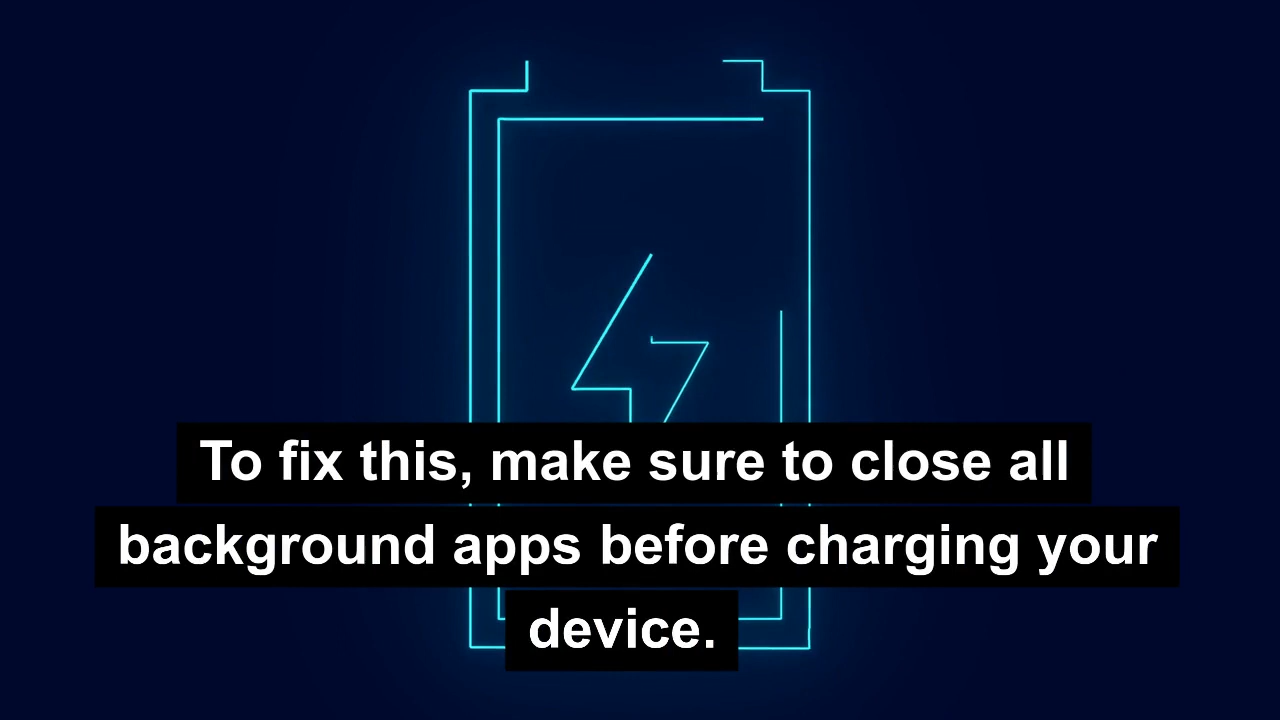 To fix this, make sure to close all
background apps before charging your
device.